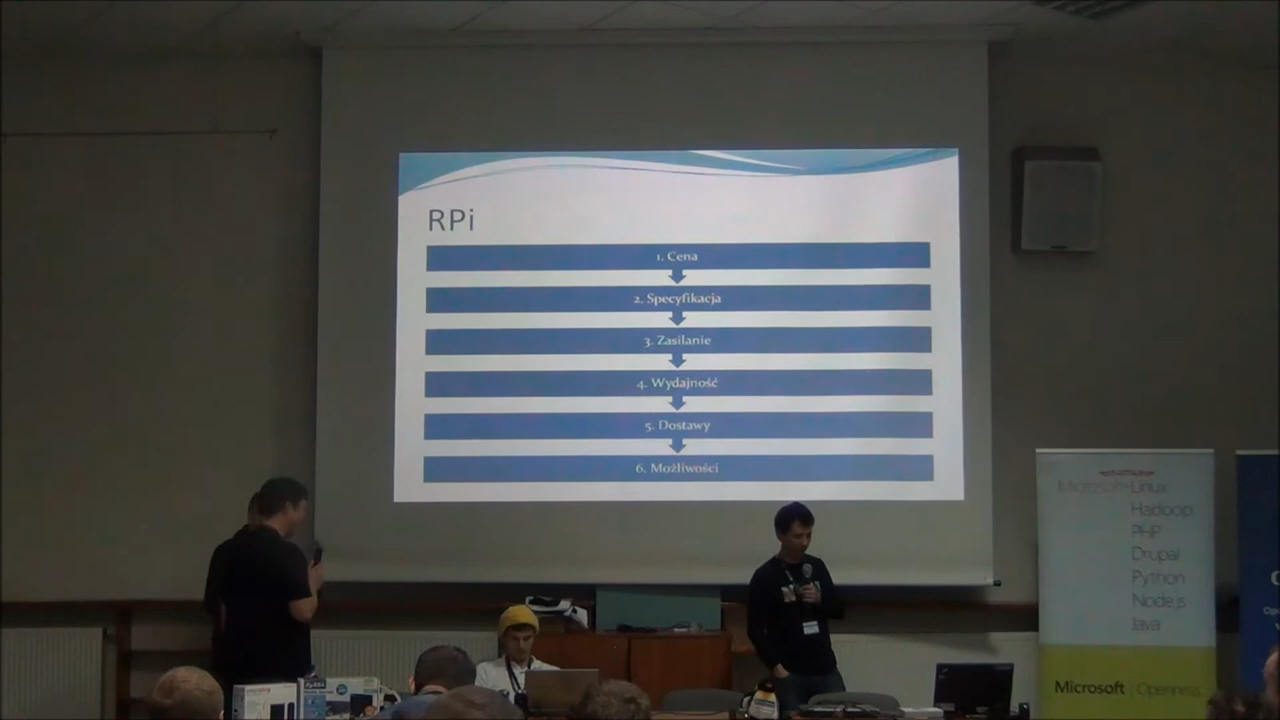 RPi
1. Cena
2. Specyfikacja
3. Zasilanie
4. Wydajność
5. Dostawy
6. Możliwości
Microsoft+Linux
Hadoop
PHP
Drupal
Python
Node.js
Java
Microsoft | Openness